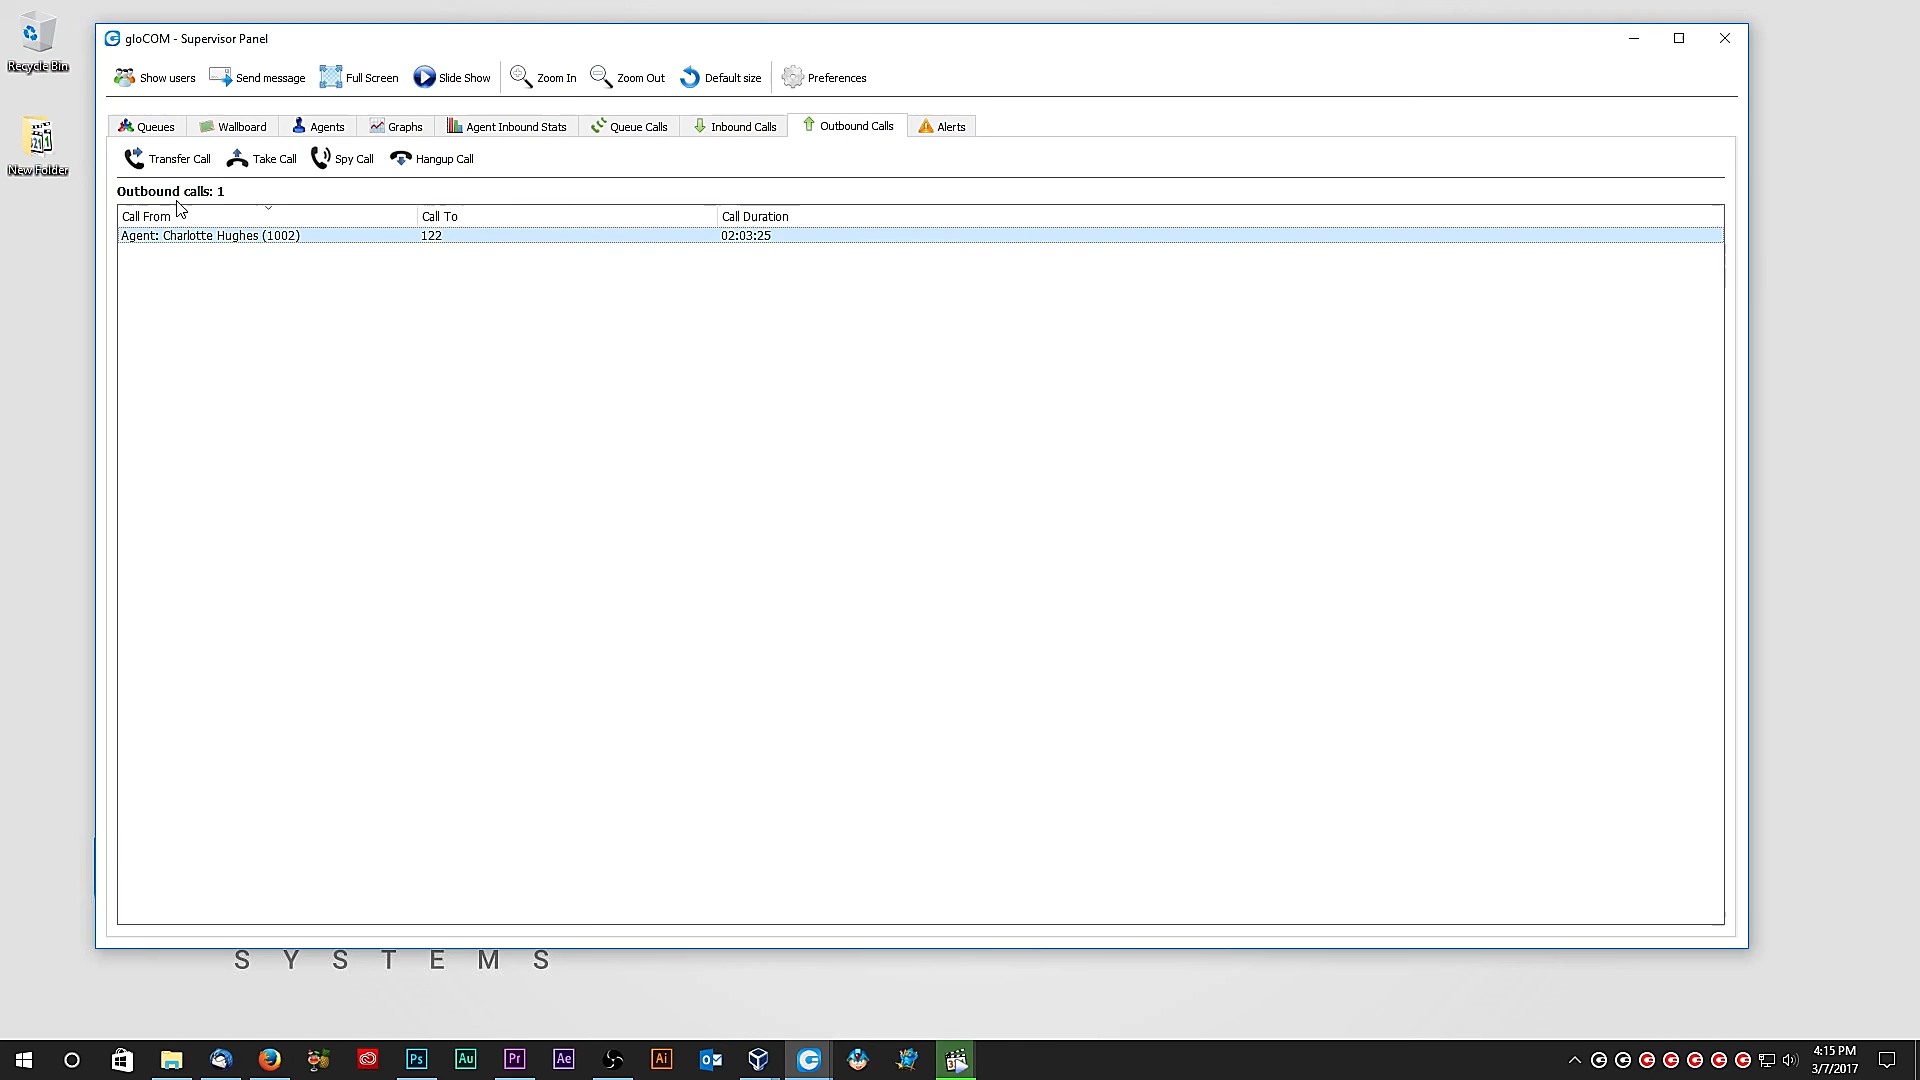 Recycle Bin
New Folder
gloCOM - Supervisor Panel
Show users Send message Full Screen Slide Show Zoom In Zoom Out Default size Preferences
Queues Wallboard Agents Graphs Agent Inbound Stats Queue Calls Inbound Calls Outbound Calls Alerts
Transfer Call Take Call Spy Call Hangup Call
Outbound calls: 1
Call From Call To Call Duration
Agent: Charlotte Hughes (1002) 122 02:03:25
SYSTEMS
Ps Au Pr Ae Ai
4:15 PM
3/7/2017